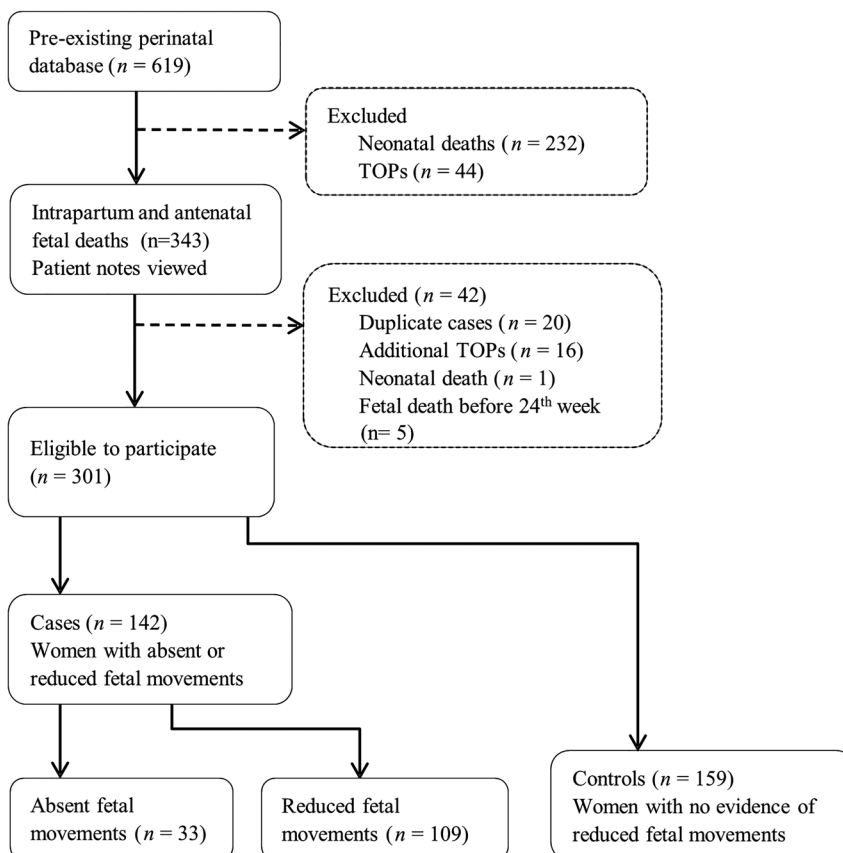 Pre-existing perinatal
database (n = 619)
Excluded
Neonatal deaths (n = 232)
TOPs (n = 44)
Intrapartum and antenatal
fetal deaths (n=343)
Patient notes viewed
Excluded (n = 42)
Duplicate cases (n = 20)
Additional TOPs (n = 16)
Neonatal death (n = 1)
Fetal death before 24th week
(n= 5)
Eligible to participate
(n = 301)
Cases (n = 142)
Women with absent or
reduced fetal movements
Absent fetal
movements (n = 33)
Reduced fetal
movements (n = 109)
Controls (n = 159)
Women with no evidence of
reduced fetal movements